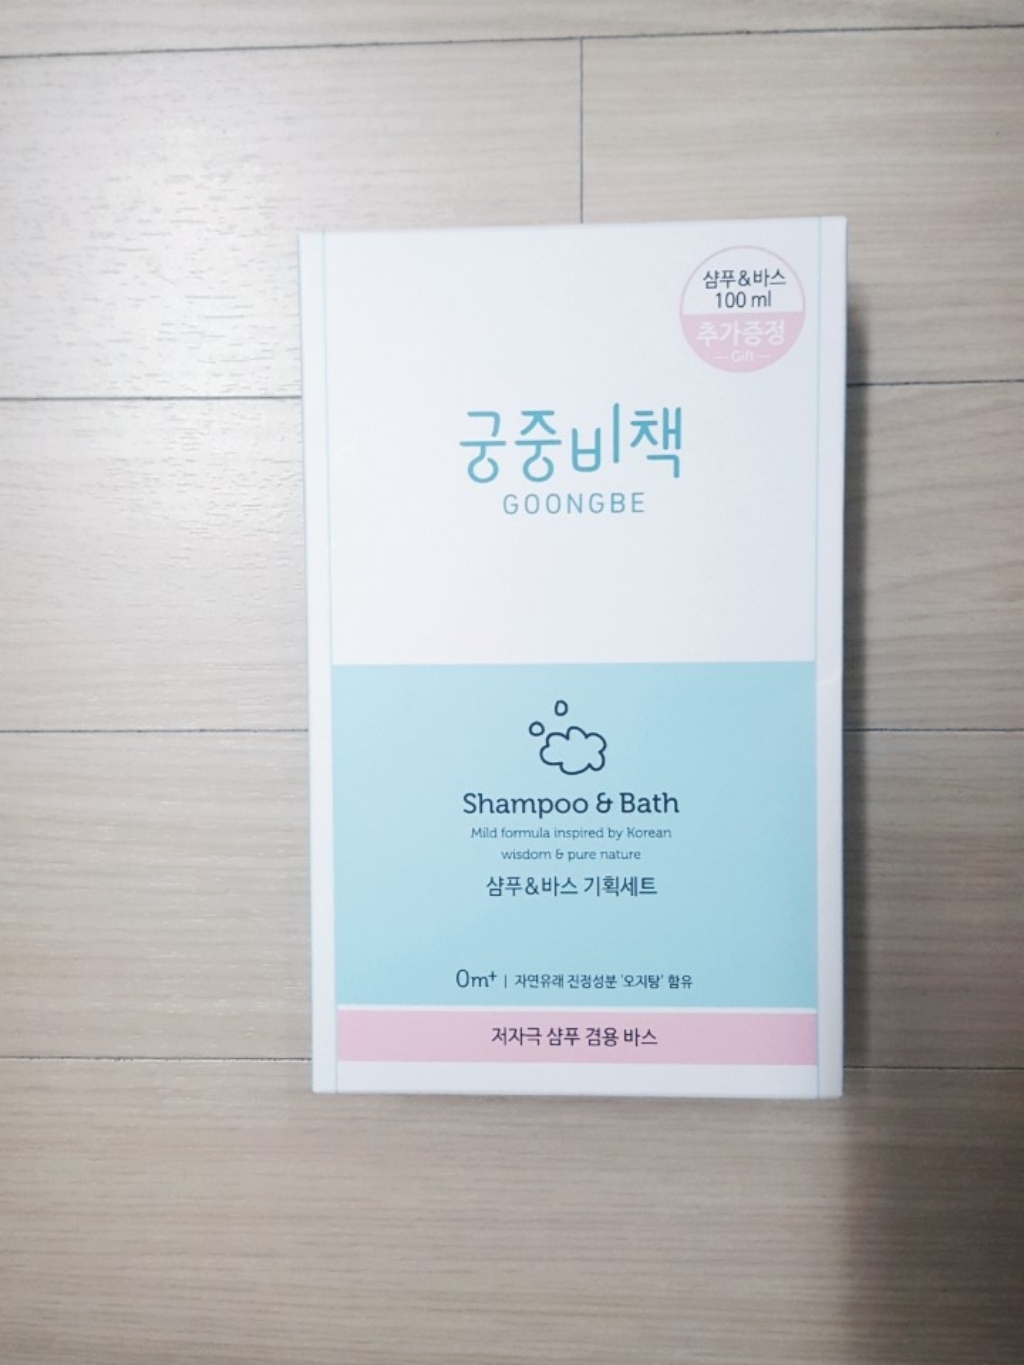 샴푸&바스
100 ml
추가증정
Gift
궁중비책
GOONGBE
Shampoo & Bath
Mild formula inspired by Korean
wisdom & pure nature
샴푸&바스 기획세트
0m+ | 자연유래 진정성분 '오지탕' 함유
저자극 샴푸 겸용 바스